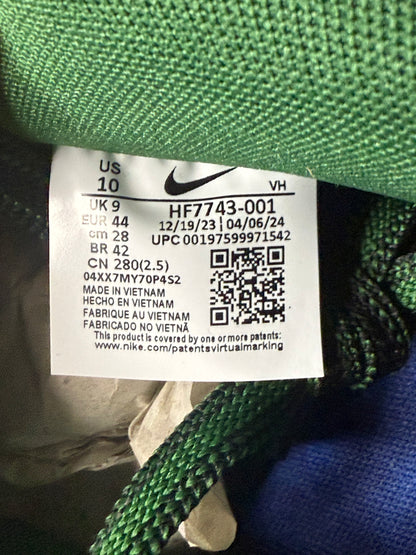 US
10
VH
UK 9
EUR 44
cm 28
BR 42
CN 280(2.5)
HF7743-001
12/19/23 | 04/06/24
UPC 00197599971542
04XX7MY70P4S2
MADE IN VIETNAM
HECHO EN VIETNAM
FABRIQUE AU VIETNAM
FABRICADO NO VIETNÃ
This product is covered by one or more patents:
www.nike.com/patentsvirtualmarking